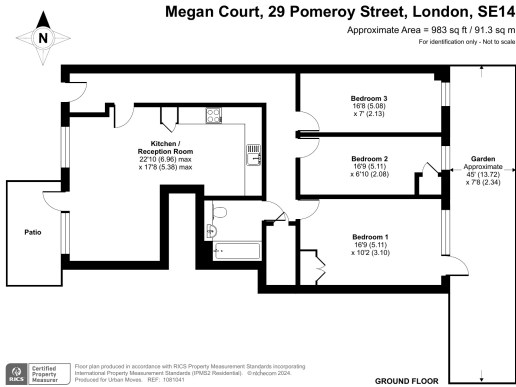 Megan Court, 29 Pomeroy Street, London, SE14
Approximate Area = 983 sq ft / 91.3 sq m
For identification only - Not to scale
N
Bedroom 3
16'8 (5.08)
x 7' (2.13)
Kitchen /
Reception Room
22'10 (6.96) max
x 17'8 (5.38) max
Bedroom 2
16'9 (5.11)
x 6'10 (2.08)
Garden
Approximate
45' (13.72)
x 7'8 (2.34)
Patio
Bedroom 1
16'9 (5.11)
x 10'2 (3.10)
RICS
Certified
Property
Measurer
Floor plan produced in accordance with RICS Property Measurement Standards incorporating
International Property Measurement Standards (IPMS2 Residential). © nichecom 2024.
Produced for Urban Moves. REF: 1081041
GROUND FLOOR